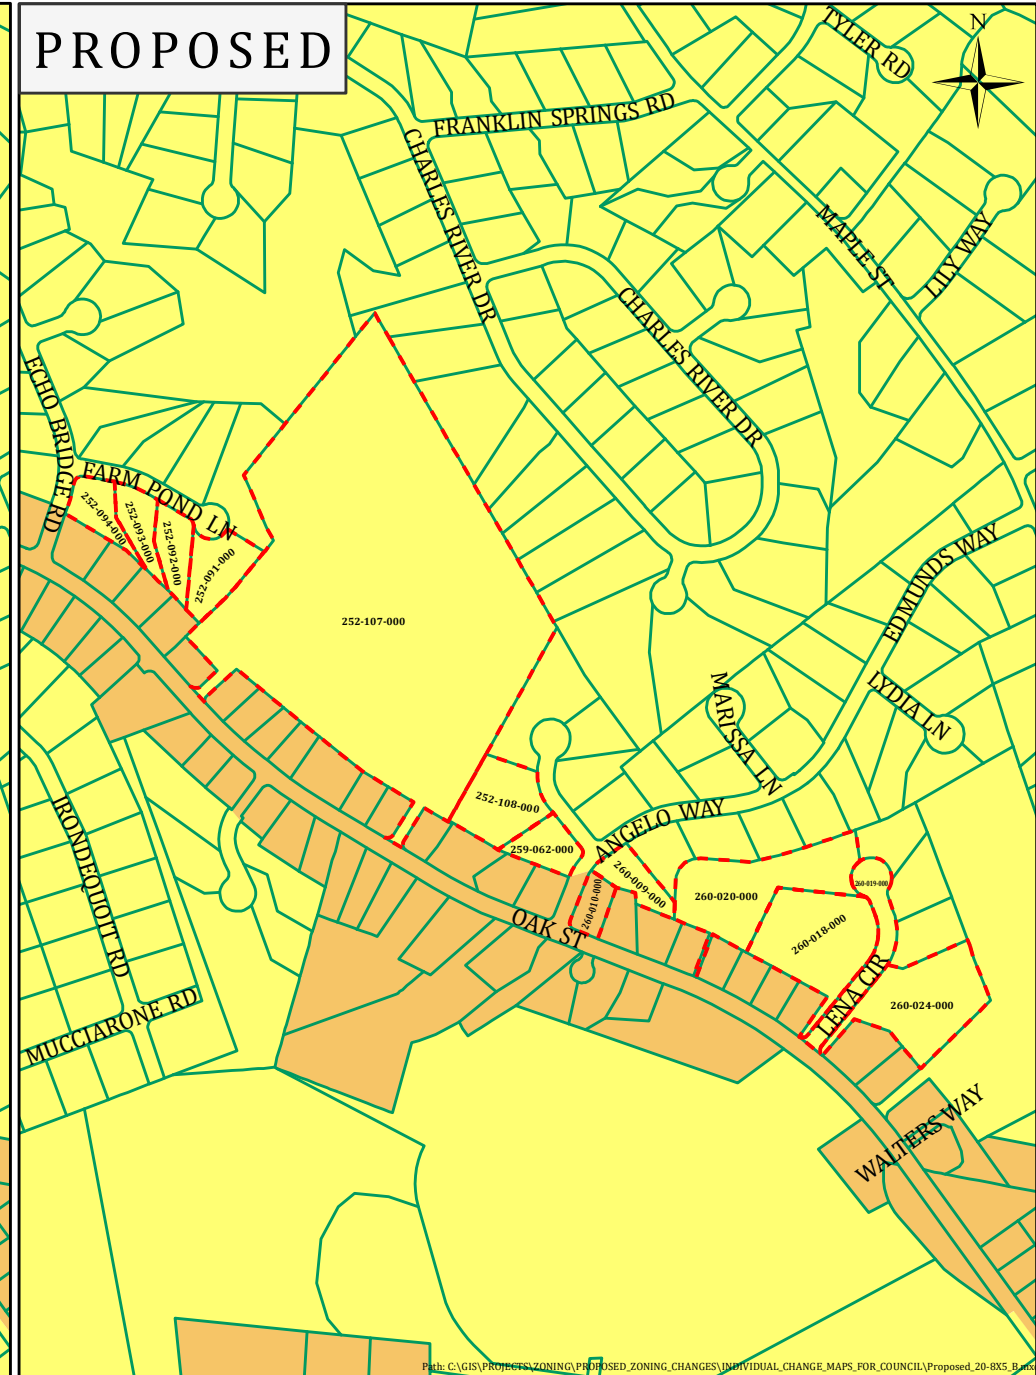 PROPOSED
N
TYLER RD
FRANKLIN SPRINGS RD
CHARLES RIVER DR
MAPLE ST
LILY WAY
CHARLES RIVER DR
ECHO BRIDGE RD
FARM POND LN
252-094-000
252-093-000
252-092-000
252-091-000
252-107-000
EDMUNDS WAY
LYDIA LN
MARISSA LN
252-108-000
ANGELO WAY
259-062-000
260-009-000
260-010-000
260-020-000
260-019-000
260-018-000
OAK ST
IRONDEQUOIT RD
LENA CIR
260-024-000
MUCCIARONE RD
WALTERS WAY
Path: C:\GIS\PROJECTS\ZONING\PROPOSED_ZONING_CHANGES\INDIVIDUAL_CHANGE_MAPS_FOR_COUNCIL\Proposed_20-8X5_B.mx